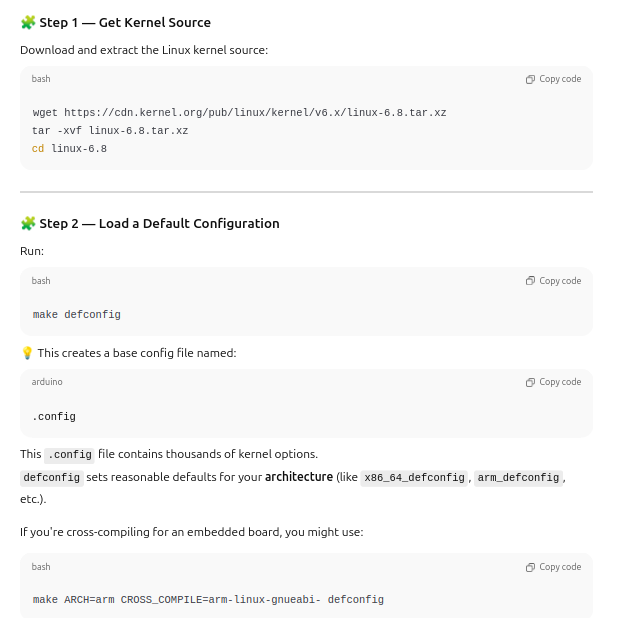 🧩 Step 1 — Get Kernel Source
Download and extract the Linux kernel source:
bash Copy code
wget https://cdn.kernel.org/pub/linux/kernel/v6.x/linux-6.8.tar.xz
tar -xvf linux-6.8.tar.xz
cd linux-6.8
🧩 Step 2 — Load a Default Configuration
Run:
bash Copy code
make defconfig
💡 This creates a base config file named:
arduino Copy code
.config
This .config file contains thousands of kernel options.
defconfig sets reasonable defaults for your architecture (like x86_64_defconfig, arm_defconfig,
etc.).
If you're cross-compiling for an embedded board, you might use:
bash Copy code
make ARCH=arm CROSS_COMPILE=arm-linux-gnueabi- defconfig